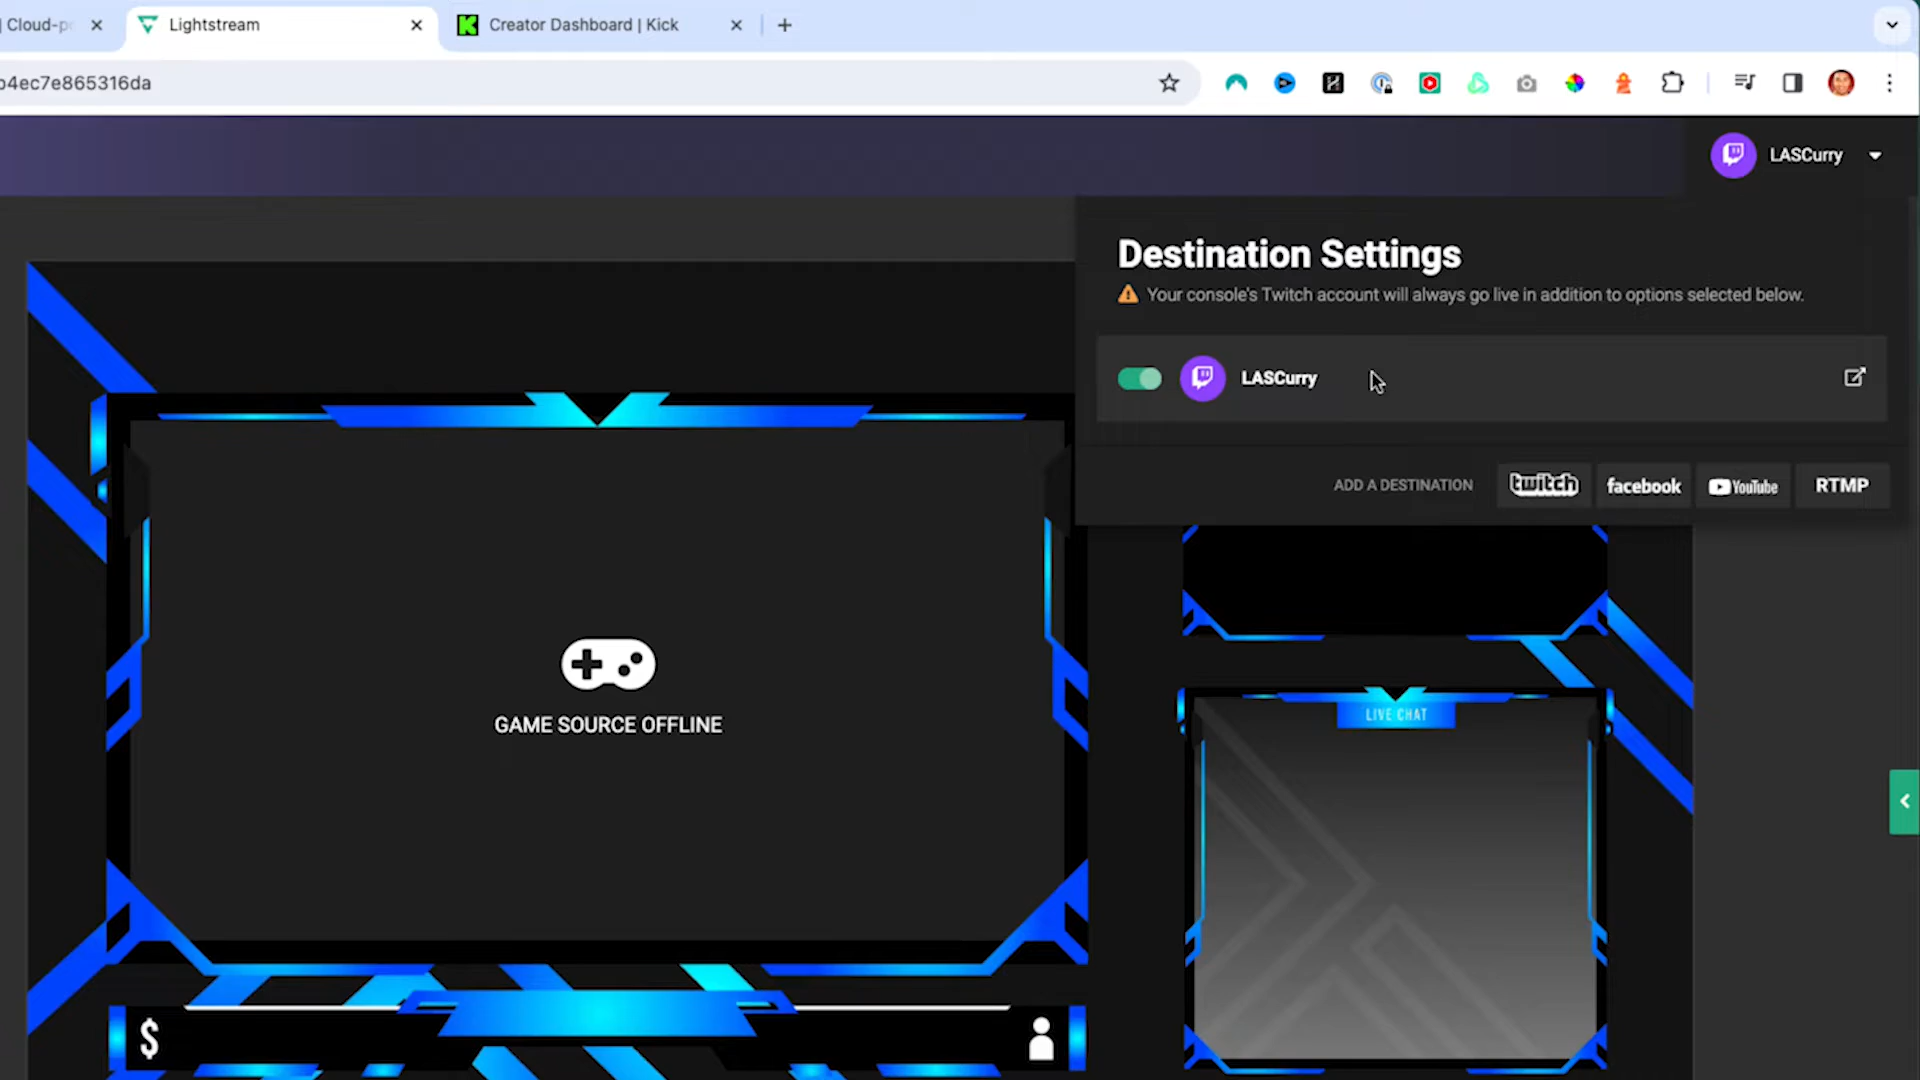 Cloud-p
Lightstream
Creator Dashboard | Kick
4ec7e865316da
LASCurry
Destination Settings
Your console's Twitch account will always go live in addition to options selected below.
LASCurry
ADD A DESTINATION
twitch
facebook
YouTube
RTMP
GAME SOURCE OFFLINE
LIVE CHAT
$